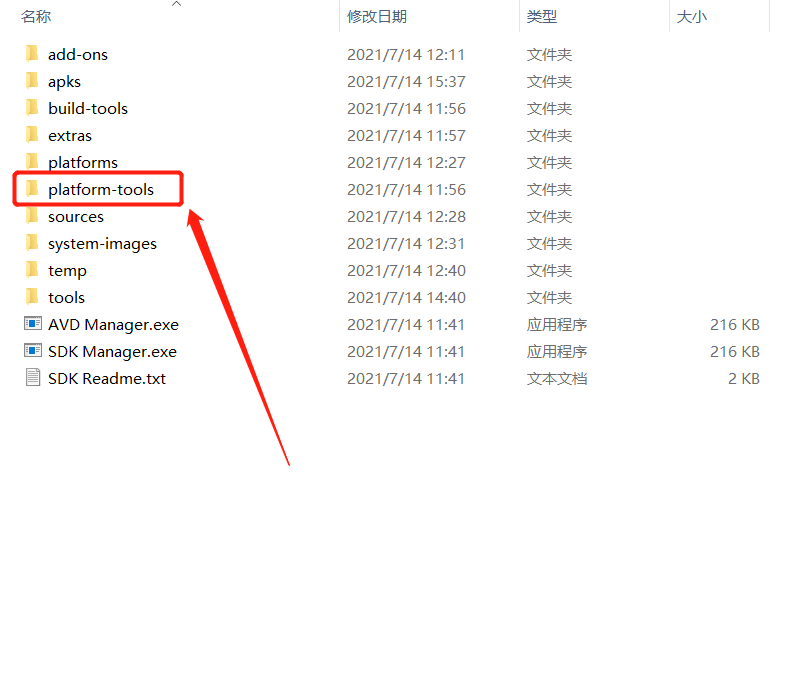 名称 修改日期 类型 大小
add-ons 2021/7/14 12:11 文件夹
apks 2021/7/14 15:37 文件夹
build-tools 2021/7/14 11:56 文件夹
extras 2021/7/14 11:57 文件夹
platforms 2021/7/14 12:27 文件夹
platform-tools 2021/7/14 11:56 文件夹
sources 2021/7/14 12:28 文件夹
system-images 2021/7/14 12:31 文件夹
temp 2021/7/14 12:40 文件夹
tools 2021/7/14 14:40 文件夹
AVD Manager.exe 2021/7/14 11:41 应用程序 216 KB
SDK Manager.exe 2021/7/14 11:41 应用程序 216 KB
SDK Readme.txt 2021/7/14 11:41 文本文档 2 KB